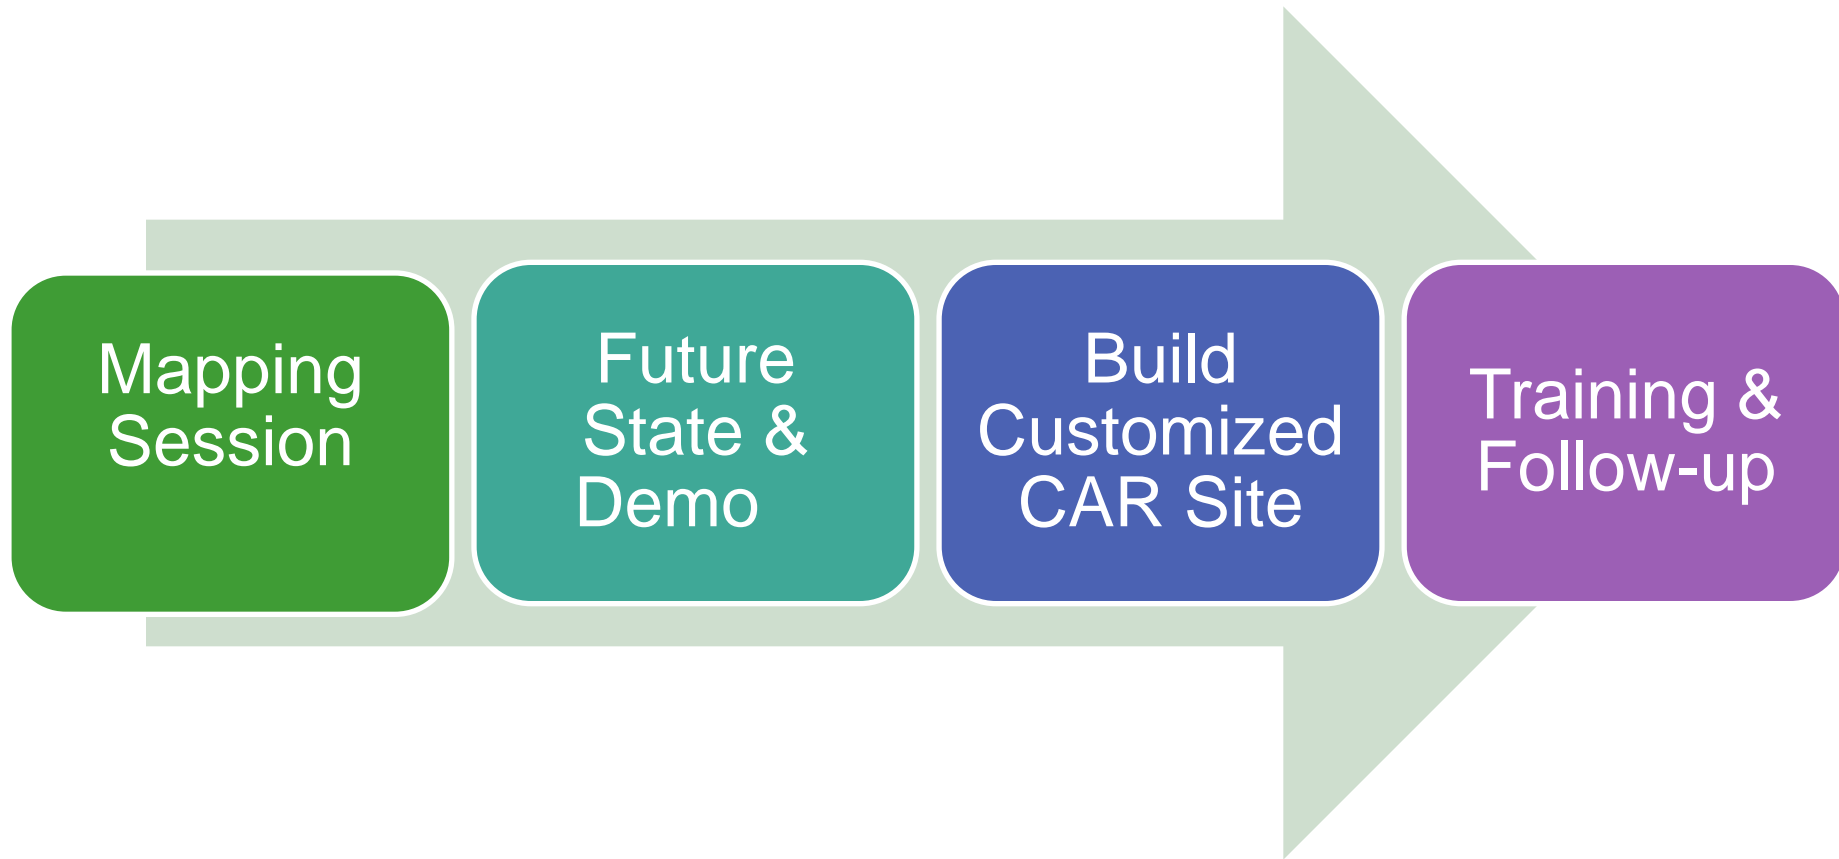 Mapping
Session
Future
State &
Demo
Build
Customized
CAR Site
Training &
Follow-up